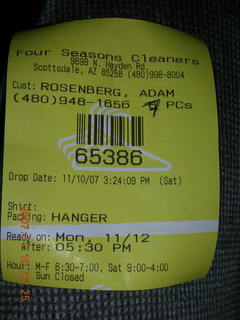 Four Seasons Cleaners
9699 N. Hayden Rd.
Scottsdale, AZ 85258 (480)998-8004
Cust: ROSENBERG, ADAM
(480)948-1656 PCs
65386
Drop Date: 11/10/07 3:24:09 PM (Sat)
Shirt:
Packing: HANGER
Ready on: Mon, 11/12
After: 05:30 PM
Hour: M-F 6:30-7:00, Sat 9:00-4:00
Sun Closed